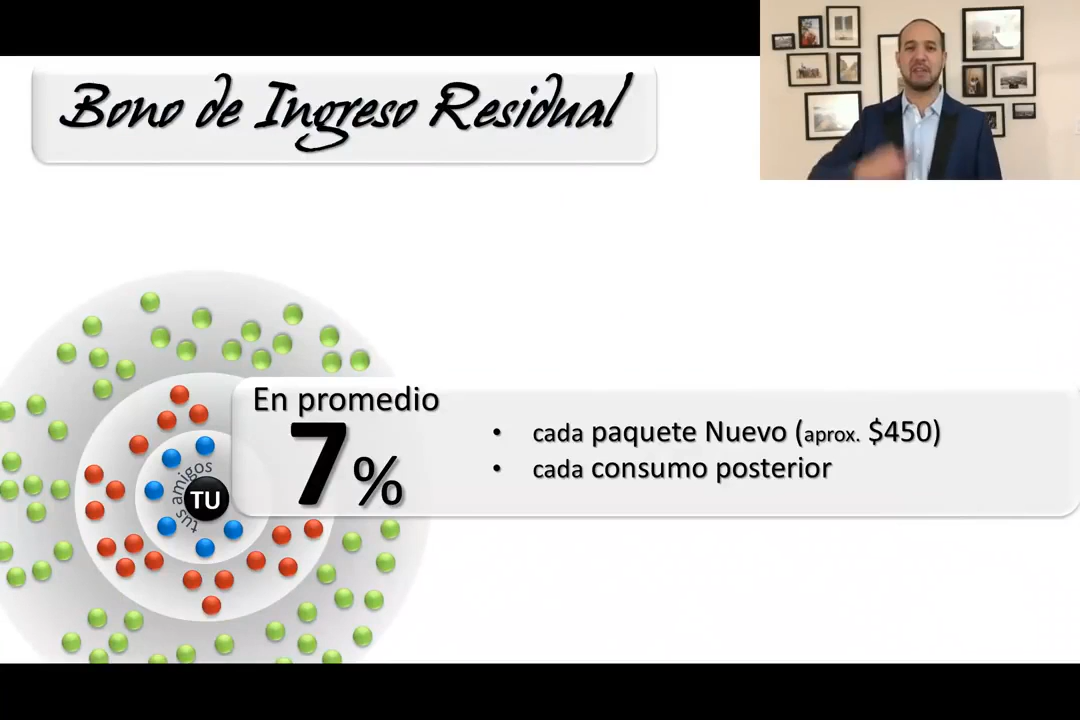 Bono de Ingreso Residual
En promedio
7%
• cada paquete Nuevo (aprox. $450)
• cada consumo posterior
tus amigos
TU